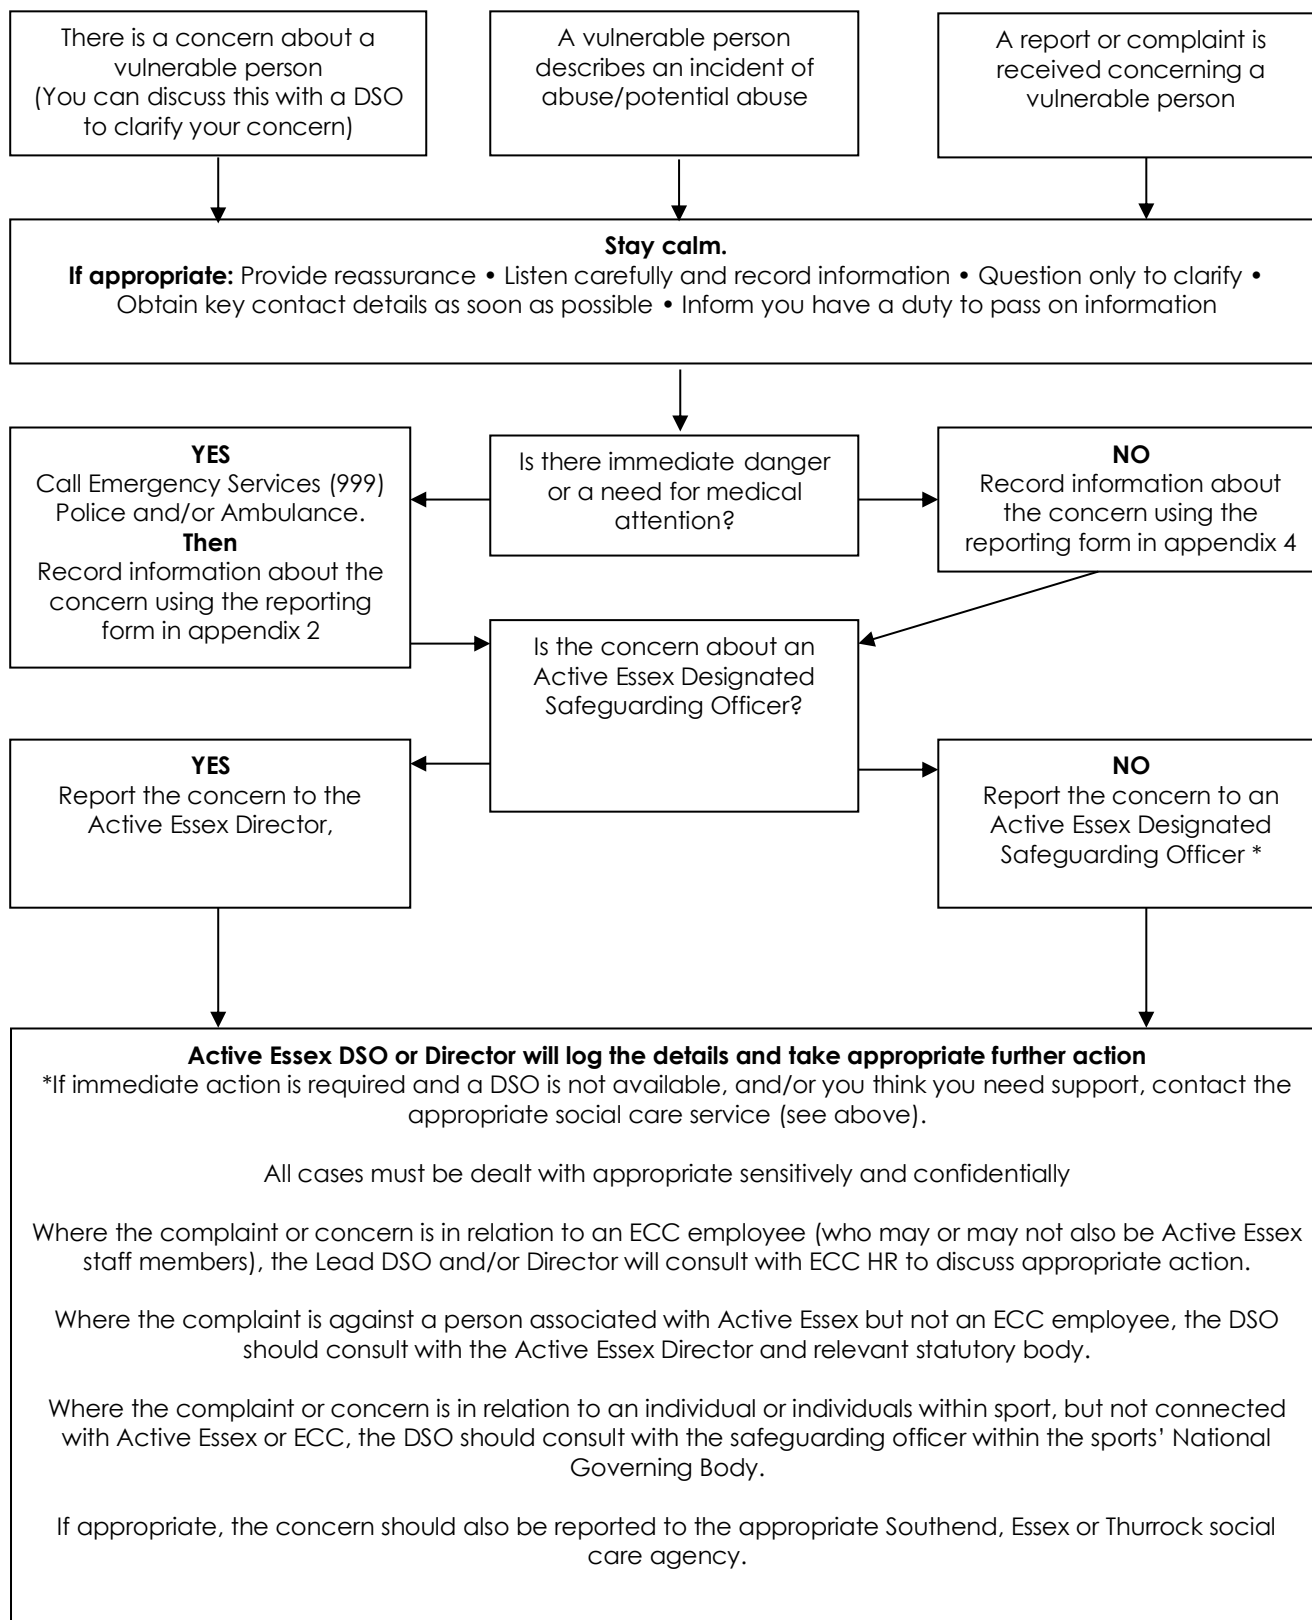 There is a concern about a
vulnerable person
(You can discuss this with a DSO
to clarify your concern)
A vulnerable person
describes an incident of
abuse/potential abuse
A report or complaint is
received concerning a
vulnerable person
Stay calm.
If appropriate: Provide reassurance • Listen carefully and record information • Question only to clarify •
Obtain key contact details as soon as possible • Inform you have a duty to pass on information
YES
Call Emergency Services (999)
Police and/or Ambulance.
Then
Record information about the
concern using the reporting
form in appendix 2
Is there immediate danger
or a need for medical
attention?
NO
Record information about
the concern using the
reporting form in appendix 4
Is the concern about an
Active Essex Designated
Safeguarding Officer?
YES
Report the concern to the
Active Essex Director,
NO
Report the concern to an
Active Essex Designated
Safeguarding Officer *
Active Essex DSO or Director will log the details and take appropriate further action
*If immediate action is required and a DSO is not available, and/or you think you need support, contact the
appropriate social care service (see above).
All cases must be dealt with appropriate sensitively and confidentially
Where the complaint or concern is in relation to an ECC employee (who may or may not also be Active Essex
staff members), the Lead DSO and/or Director will consult with ECC HR to discuss appropriate action.
Where the complaint is against a person associated with Active Essex but not an ECC employee, the DSO
should consult with the Active Essex Director and relevant statutory body.
Where the complaint or concern is in relation to an individual or individuals within sport, but not connected
with Active Essex or ECC, the DSO should consult with the safeguarding officer within the sports' National
Governing Body.
If appropriate, the concern should also be reported to the appropriate Southend, Essex or Thurrock social
care agency.